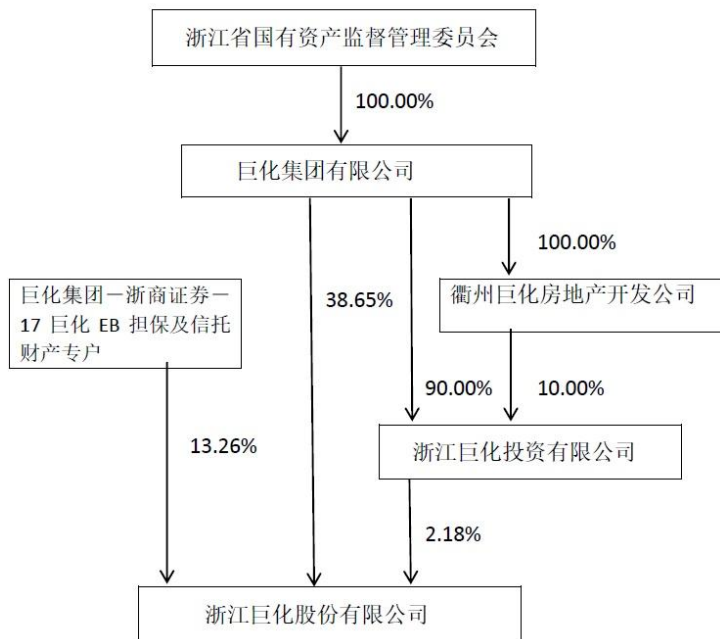 浙江省国有资产监督管理委员会
100.00%
巨化集团有限公司
100.00%
巨化集团－浙商证券－
17 巨化 EB 担保及信托
财产专户
38.65%
衢州巨化房地产开发公司
90.00%
10.00%
13.26%
浙江巨化投资有限公司
2.18%
浙江巨化股份有限公司